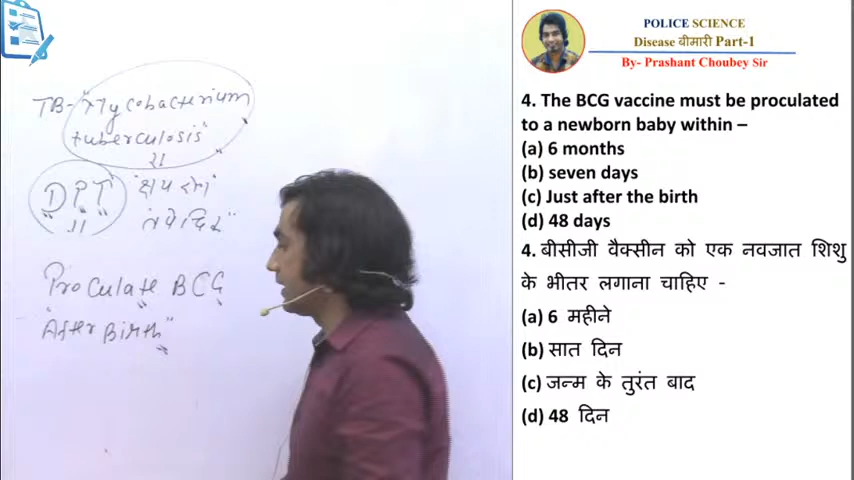 TB- "Mycobacterium
tuberculosis"
DPT
"क्षय रोग
तपेदिक"
Proculate BCG
"After Birth"
POLICE SCIENCE
Disease बीमारी Part-1
By- Prashant Choubey Sir
4. The BCG vaccine must be proculated
to a newborn baby within –
(a) 6 months
(b) seven days
(c) Just after the birth
(d) 48 days
4. बीसीजी वैक्सीन को एक नवजात शिशु
के भीतर लगाना चाहिए -
(a) 6 महीने
(b) सात दिन
(c) जन्म के तुरंत बाद
(d) 48 दिन